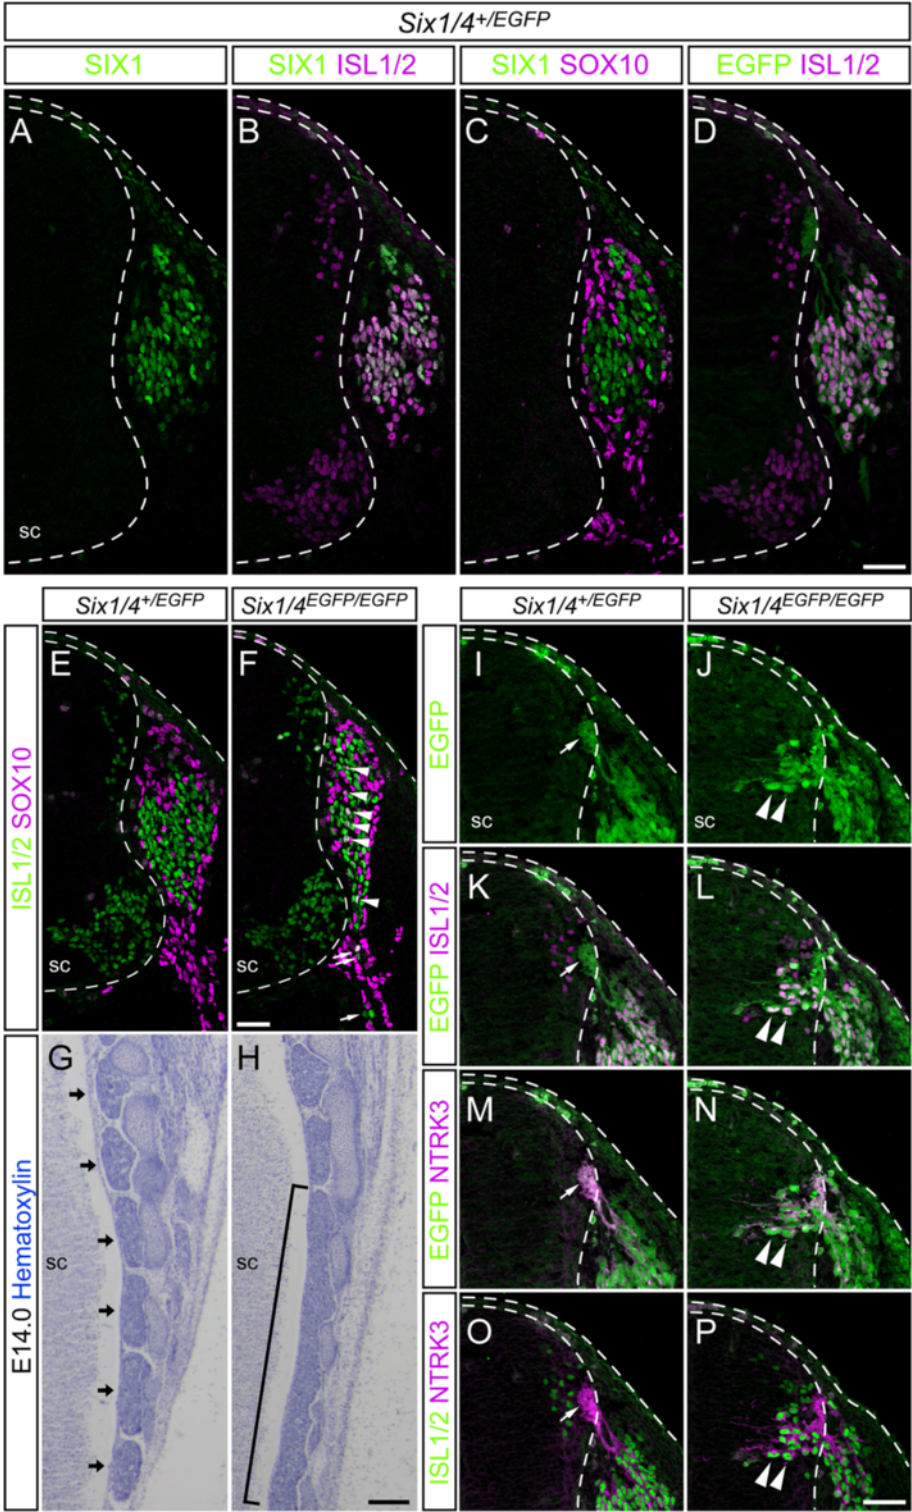 Six1/4+/EGFP
SIX1
SIX1 ISL1/2
SIX1 SOX10
EGFP ISL1/2
A
B
C
D
sc
Six1/4+/EGFP
Six1/4EGFP/EGFP
Six1/4+/EGFP
Six1/4EGFP/EGFP
ISL1/2 SOX10
E
F
sc
sc
E14.0 Hematoxylin
G
H
sc
sc
EGFP
I
J
sc
sc
EGFP ISL1/2
K
L
EGFP NTRK3
M
N
ISL1/2 NTRK3
O
P